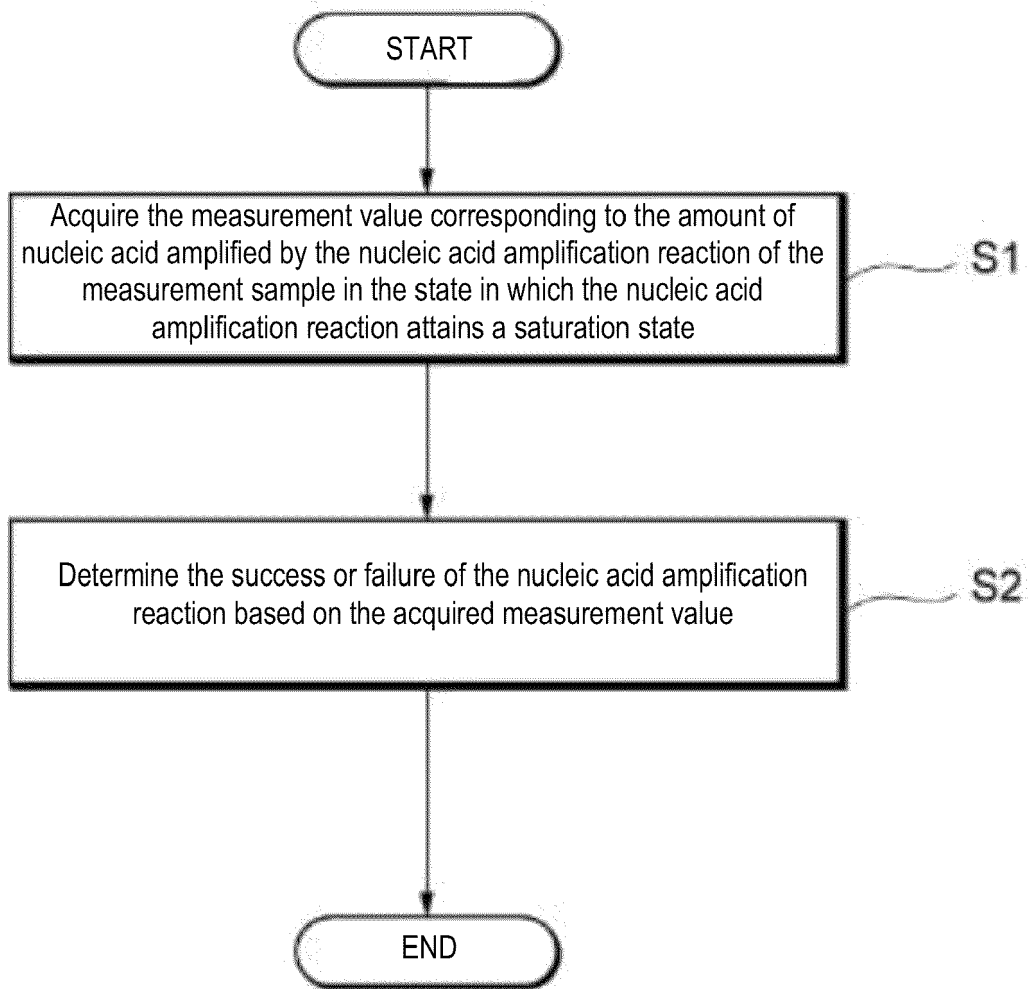 START
Acquire the measurement value corresponding to the amount of
nucleic acid amplified by the nucleic acid amplification reaction of the
measurement sample in the state in which the nucleic acid
amplification reaction attains a saturation state
S1
Determine the success or failure of the nucleic acid amplification
reaction based on the acquired measurement value
S2
END